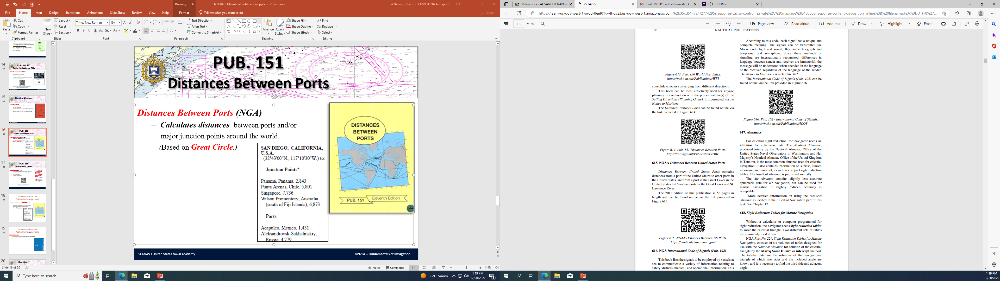 Drawing Tools
NN284-03-Nautical Publications.pptx - PowerPoint
Wilhelm, Robert G LT USN USNA Annapolis
File Home Insert Design Transitions Animations Slide Show Review View Help Format Tell me what you want to do Share
Paste
Cut
Copy
Format Painter
Clipboard
New Slide
Layout
Reset
Section
Slides
Times New Roman 19+
Font
Text Direction
Align Text
Convert to SmartArt
Paragraph
Arrange
Quick Styles
Shape Fill
Shape Outline
Shape Effects
Drawing
Find
Replace
Select
Editing
14
PUB. No. 117
Radio Navigational Aids
15
Nautical Almanac
16
PUB. 151
Distances Between Ports
17
PUB. 150
World Port Index
18
Determine Chart and
Publication Requirements
19
Determine Chart and
Publication Requirements
20
Questions?
PUB. 151
Distances Between Ports
Distances Between Ports (NGA)
– Calculates distances between ports and/or
major junction points around the world.
(Based on Great Circle.)
SAN DIEGO, CALIFORNIA,
U.S.A.
(32°43'00"N., 117°10'30"W.) to:
Junction Points*
Panama, Panama, 2,843
Punta Arenas, Chile, 5,801
Singapore, 7,736
Wilson Promontory, Australia
(south of Fiji Islands), 6,873
Ports
Acapulco, Mexico, 1,431
Aleksandrovsk-Sakhalinskiy,
Russia, 4,779
DISTANCES
BETWEEN
PORTS
PUB. 151
Eleventh Edition
SEANAV I United States Naval Academy
NN284 – Fundamentals of Navigation
Slide 16 of 20
Notes Comments 114%
Type here to search
38°F Sunny
1:19 PM
12/20/2022
References – ADVANCED NAVIG
2774295
Fwd: MGSP: End-of-Semester At
HBOMax
https://learn-us-gov-west-1-prod-fleet01-xythos.s3.us-gov-west-1.amazonaws.com/62b35cd514724/2774295?response-cache-control=private%2C%20max-age%3D10800&response-content-disposition=inline%3B%20filename%2A%3DUTF-8%27...
119 of 789
Page view Read aloud Add text Draw Highlight Erase
105 NAUTICAL PUBLICATIONS
Figure 613. Pub. 150 World Port Index.
https://msi.nga.mil/Publications/WPI
consolidate routes converging from different directions.
This book can be most effectively used for voyage
planning in conjunction with the proper volume(s) of the
Sailing Directions (Planning Guide). It is corrected via the
Notice to Mariners.
The Distances Between Ports can be found online via
the link provided in Figure 614.
Figure 614. Pub. 151 Distances Between Ports.
https://msi.nga.mil/Publications/DBP
615. NOAA Distances Between United States Ports
Distances Between United States Ports contains
distances from a port of the United States to other ports in
the United States, and from a port in the Great Lakes in the
United States to Canadian ports in the Great Lakes and St.
Lawrence River.
The 2012 edition of this publication is 56 pages in
length and can be found online via the link provided in
Figure 615.
Figure 615. NOAA Distances Between US Ports.
https://nauticalcharts.noaa.gov/
616. NGA International Code of Signals (Pub. 102)
This book lists the signals to be employed by vessels at
sea to communicate a variety of information relating to
safety, distress, medical, and operational information. This
According to this code, each signal has a unique and
complete meaning. The signals can be transmitted via
Morse code light and sound, flag, radio telegraph and
telephone, and semaphore. Since these methods of
signaling are internationally recognized, differences in
language between sender and receiver are immaterial; the
message will be understood when decoded in the language
of the receiver, regardless of the language of the sender.
The Notice to Mariners corrects Pub. 102.
The International Code of Signals (Pub. 102) can be
found online via the link provided in Figure 616.
Figure 616. Pub. 102 - International Code of Signals.
https://msi.nga.mil/Publications/ICOS
617. Almanacs
For celestial sight reduction, the navigator needs an
almanac for ephemeris data. The Nautical Almanac,
produced jointly by the Nautical Almanac Office of the
United States Naval Observatory in Washington, and Her
Majesty's Nautical Almanac Office of the United Kingdom
in Taunton, is the most common almanac used for celestial
navigation. It also contains information on sunrise, sunset,
moonrise, and moonset, as well as compact sight reduction
tables. The Nautical Almanac is published annually.
The Air Almanac contains slightly less accurate
ephemeris data for air navigation, but can be used for
marine navigation if slightly reduced accuracy is
acceptable.
More detailed information on using the Nautical
Almanac is located in the Celestial Navigation part of this
text. See Chapter 17.
618. Sight Reduction Tables for Marine Navigation
Without a calculator or computer programmed for
sight reduction, the navigator needs sight reduction tables
to solve the celestial triangle. Two different sets of tables
are commonly used at sea.
NGA Pub. No. 229, Sight Reduction Tables for Marine
Navigation, consists of six volumes of tables designed for
use with the Nautical Almanac for solution of the celestial
triangle by the Marcq Saint Hilaire or intercept method.
The tabular data are the solutions of the navigational
triangle of which two sides and the included angle are
known and it is necessary to find the third side and adjacent
angle.
1:19 PM
12/20/2022